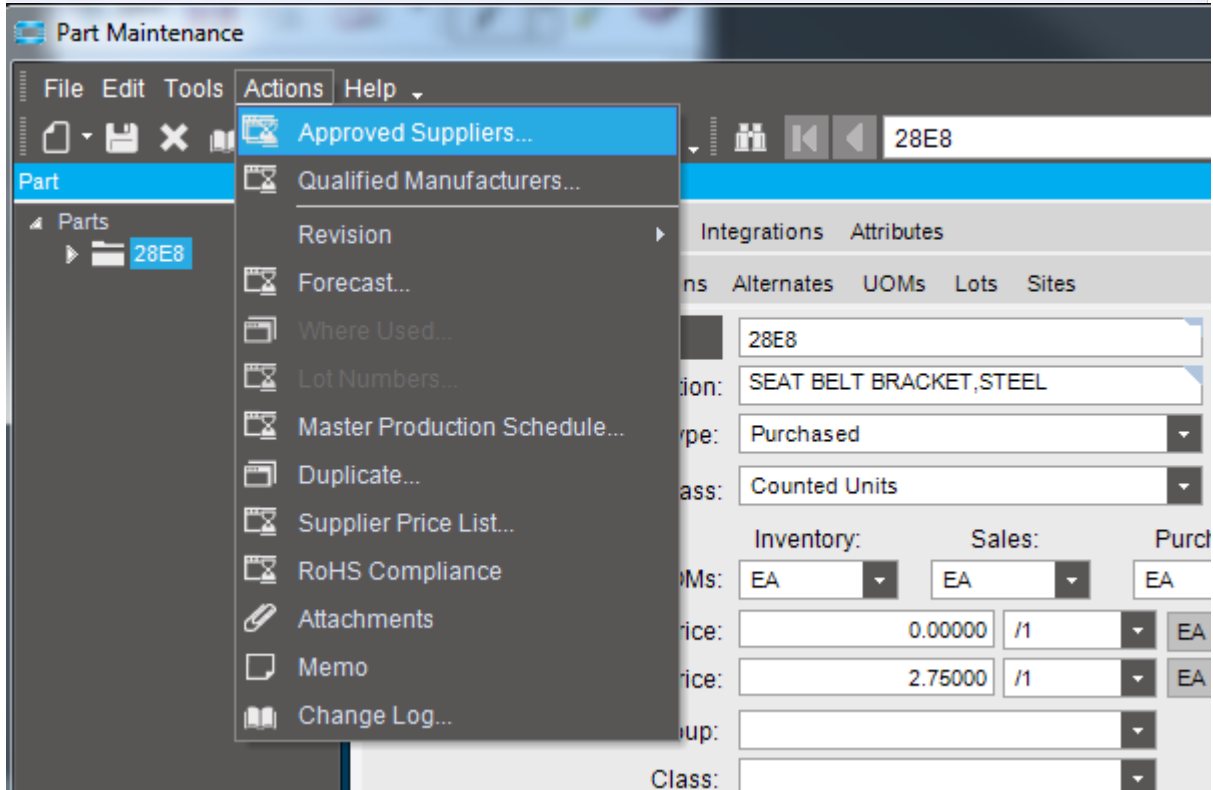 Part Maintenance
File Edit Tools Actions Help
28E8
Part
Parts
28E8
Approved Suppliers...
Qualified Manufacturers...
Revision
Forecast...
Where Used...
Lot Numbers...
Master Production Schedule...
Duplicate...
Supplier Price List...
RoHS Compliance
Attachments
Memo
Change Log...
Integrations Attributes
ns Alternates UOMs Lots Sites
28E8
tion: SEAT BELT BRACKET,STEEL
ype: Purchased
ass: Counted Units
Inventory: Sales: Purch
OMs: EA EA EA
rice: 0.00000 /1 EA
rice: 2.75000 /1 EA
oup:
Class: